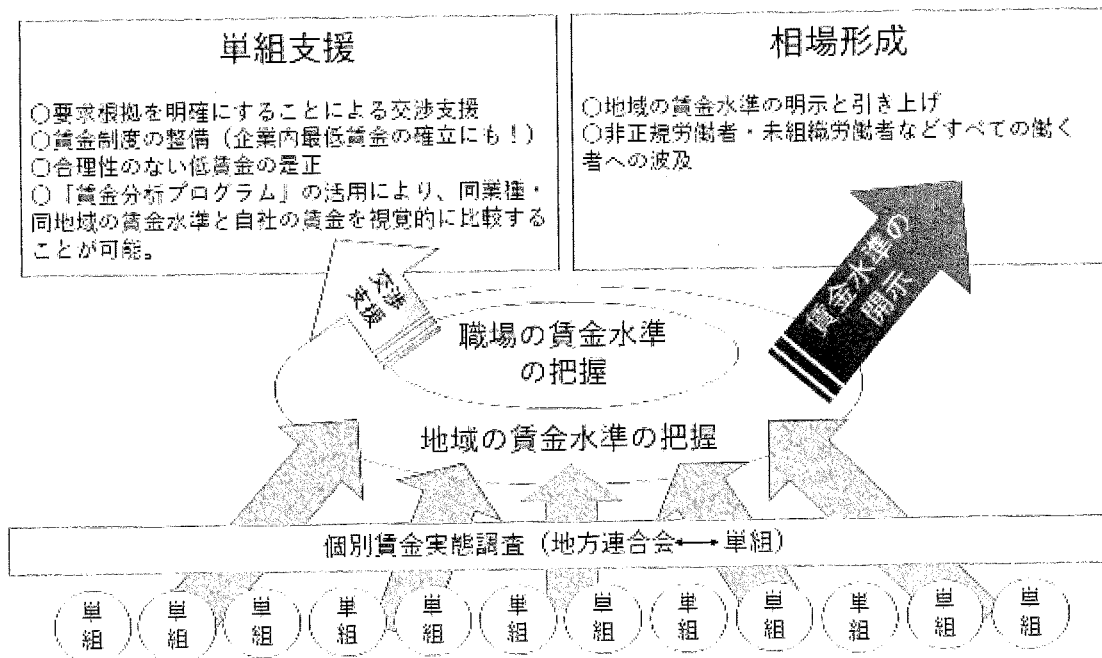 単組支援
○要求根拠を明確にすることによる交渉支援
○賃金制度の整備（企業内最低賃金の確立にも！）
○合理性のない低賃金の是正
○『賃金分析プログラム』の活用により、同業種・
同地域の賃金水準と自社の賃金を視覚的に比較する
ことが可能。
相場形成
○地域の賃金水準の明示と引き上げ
○非正規労働者・未組織労働者などすべての働く
者への波及
交渉
支援
賃金水準の
開示
職場の賃金水準
の把握
地域の賃金水準の把握
個別賃金実態調査（地方連合会⟷単組）
単組
単組
単組
単組
単組
単組
単組
単組
単組
単組
単組
単組